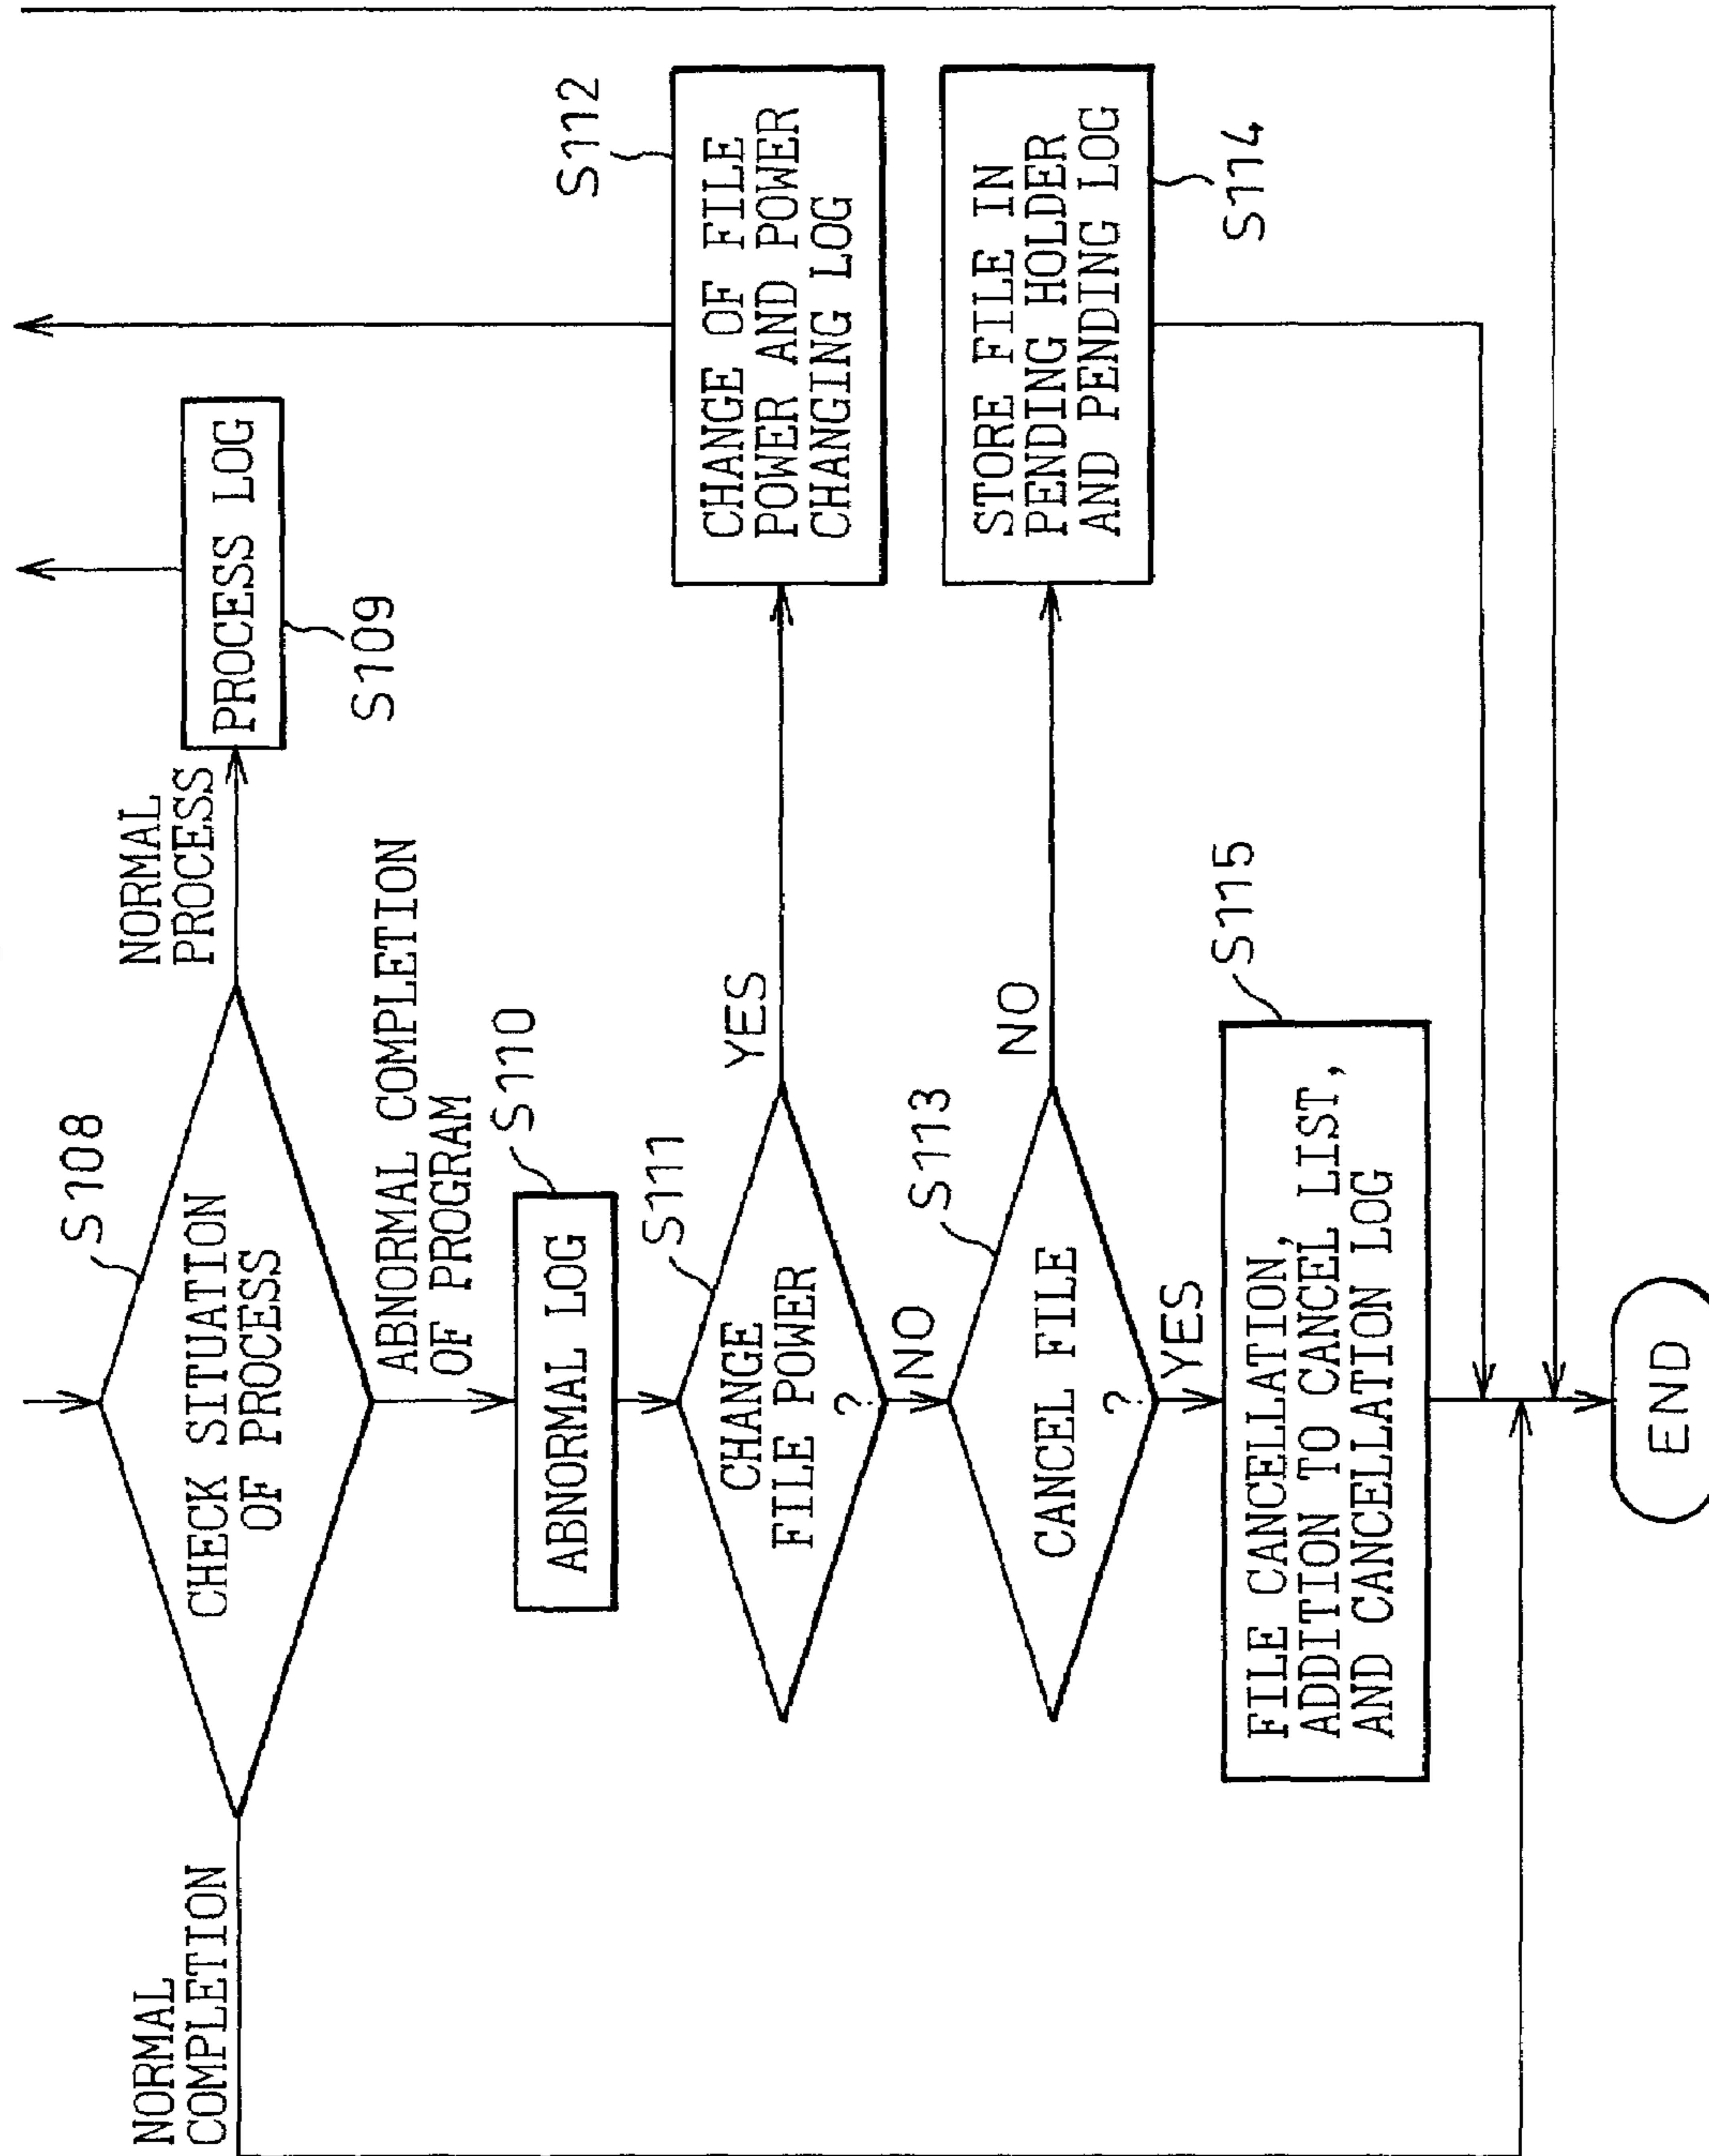 S108
CHECK SITUATION
OF PROCESS
NORMAL
COMPLETION
NORMAL
PROCESS
PROCESS LOG
S109
ABNORMAL COMPLETION
OF PROGRAM
S110
ABNORMAL LOG
S111
CHANGE
FILE POWER
?
YES
S112
CHANGE OF FILE
POWER AND POWER
CHANGING LOG
NO
S113
CANCEL FILE
?
NO
STORE FILE IN
PENDING HOLDER
AND PENDING LOG
S114
YES
S115
FILE CANCELLATION,
ADDITION TO CANCEL LIST,
AND CANCELLATION LOG
END